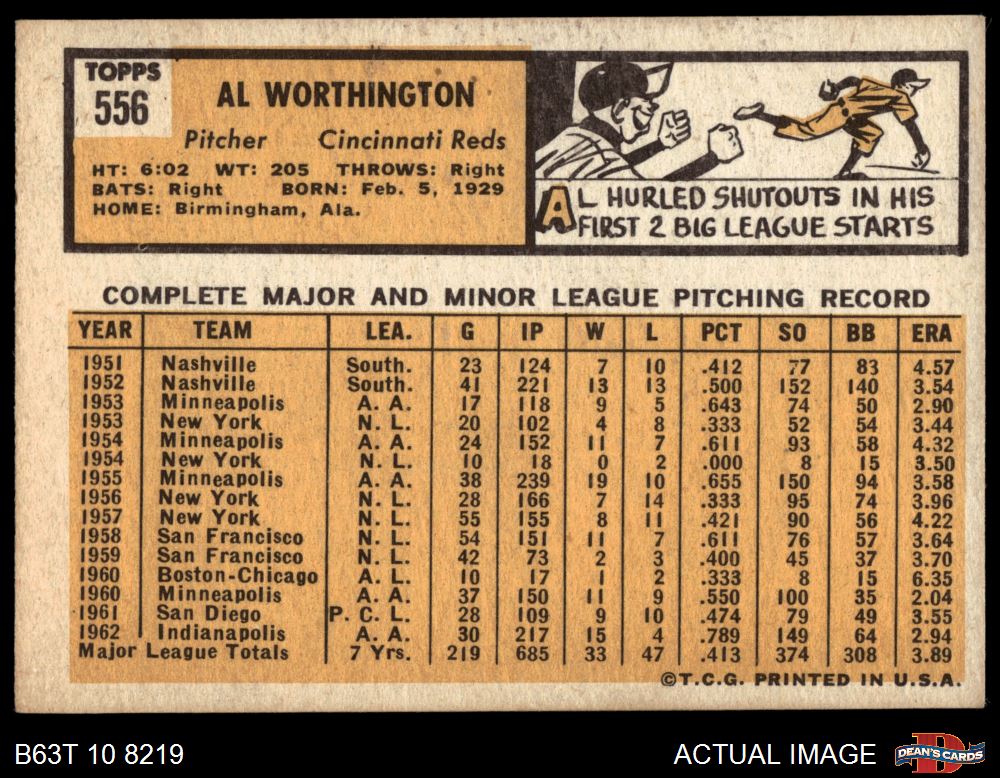 TOPPS
556
AL WORTHINGTON
Pitcher Cincinnati Reds
HT: 6:02 WT: 205 THROWS: Right
BATS: Right BORN: Feb. 5, 1929
HOME: Birmingham, Ala.
AL HURLED SHUTOUTS IN HIS
FIRST 2 BIG LEAGUE STARTS
COMPLETE MAJOR AND MINOR LEAGUE PITCHING RECORD
YEAR TEAM LEA. G IP W L PCT SO BB ERA
1951 Nashville South. 23 124 7 10 .412 77 83 4.57
1952 Nashville South. 41 221 13 13 .500 152 140 3.54
1953 Minneapolis A. A. 17 118 9 5 .643 74 50 2.90
1953 New York N. L. 20 102 4 8 .333 52 54 3.44
1954 Minneapolis A. A. 24 152 11 7 .611 93 58 4.32
1954 New York N. L. 10 18 0 2 .000 8 15 3.50
1955 Minneapolis A. A. 38 239 19 10 .655 150 94 3.58
1956 New York N. L. 28 166 7 14 .333 95 74 3.96
1957 New York N. L. 55 155 8 11 .421 90 56 4.22
1958 San Francisco N. L. 54 151 11 7 .611 76 57 3.64
1959 San Francisco N. L. 42 73 2 3 .400 45 37 3.70
1960 Boston-Chicago A. L. 10 17 1 2 .333 8 15 6.35
1960 Minneapolis A. A. 37 150 11 9 .550 100 35 2.04
1961 San Diego P. C. L. 28 109 9 10 .474 79 49 3.55
1962 Indianapolis A. A. 30 217 15 4 .789 149 64 2.94
Major League Totals 7 Yrs. 219 685 33 47 .413 374 308 3.89
©T.C.G. PRINTED IN U.S.A.
B63T 10 8219 ACTUAL IMAGE DEAN'S CARDS